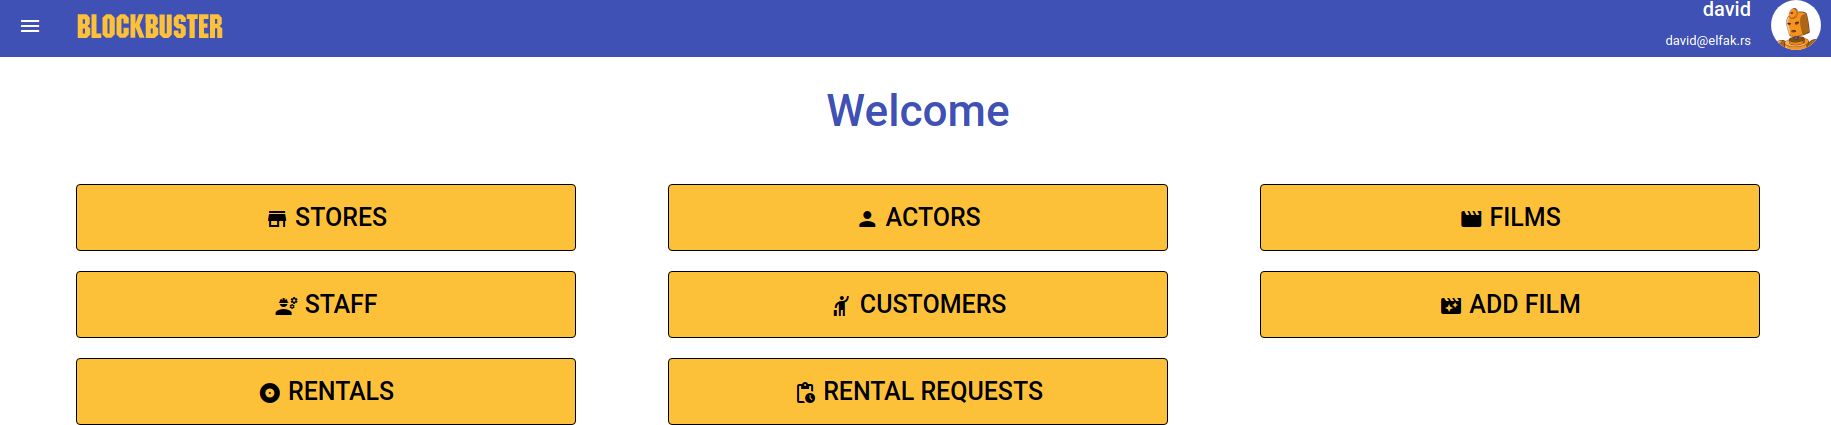 BLOCKBUSTER
david
david@elfak.rs
Welcome
STORES
ACTORS
FILMS
STAFF
CUSTOMERS
ADD FILM
RENTALS
RENTAL REQUESTS